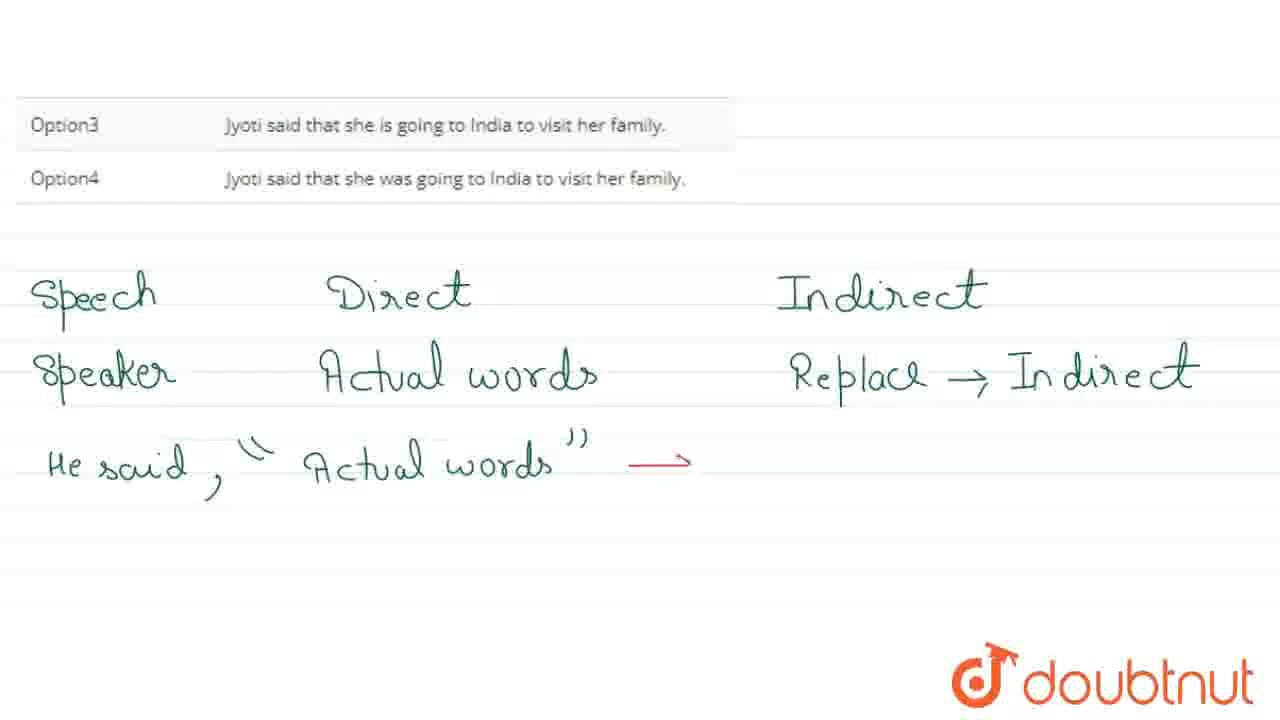 Option3 Jyoti said that she is going to India to visit her family.
Option4 Jyoti said that she was going to India to visit her family.
Speech Direct Indirect
Speaker Actual words Replace → Indirect
He said, " Actual words" →
doubtnut